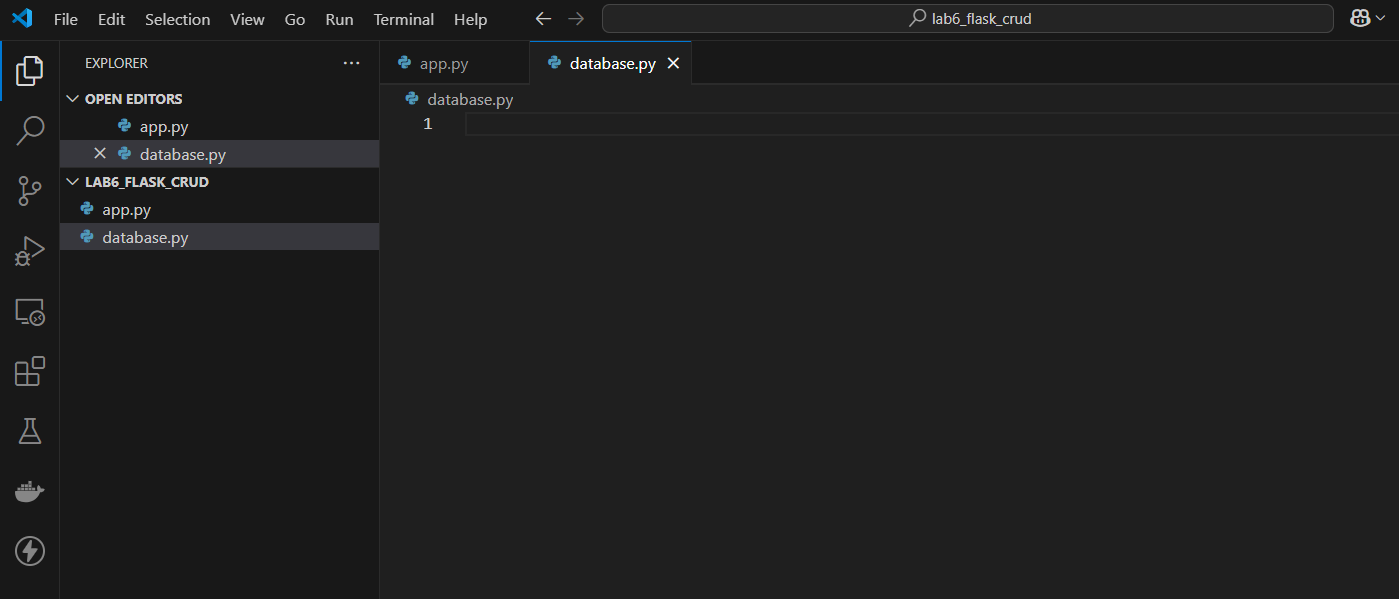 File Edit Selection View Go Run Terminal Help lab6_flask_crud
EXPLORER
OPEN EDITORS
app.py
database.py
LAB6_FLASK_CRUD
app.py
database.py
app.py database.py
database.py
1